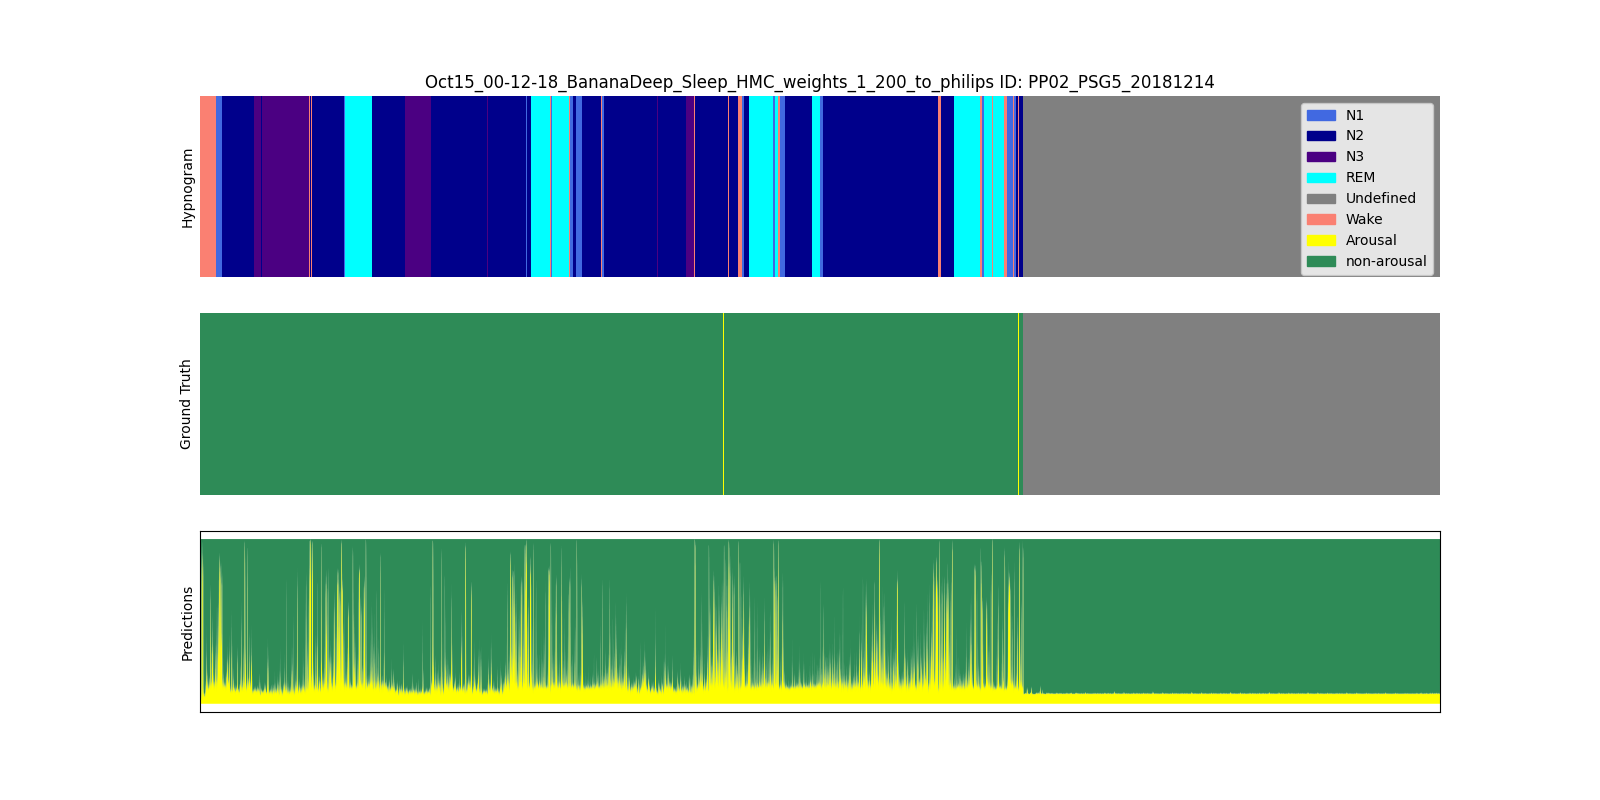 Oct15_00-12-18_BananaDeep_Sleep_HMC_weights_1_200_to_philips ID: PP02_PSG5_20181214
Hypnogram
N1
N2
N3
REM
Undefined
Wake
Arousal
non-arousal
Ground Truth
Predictions